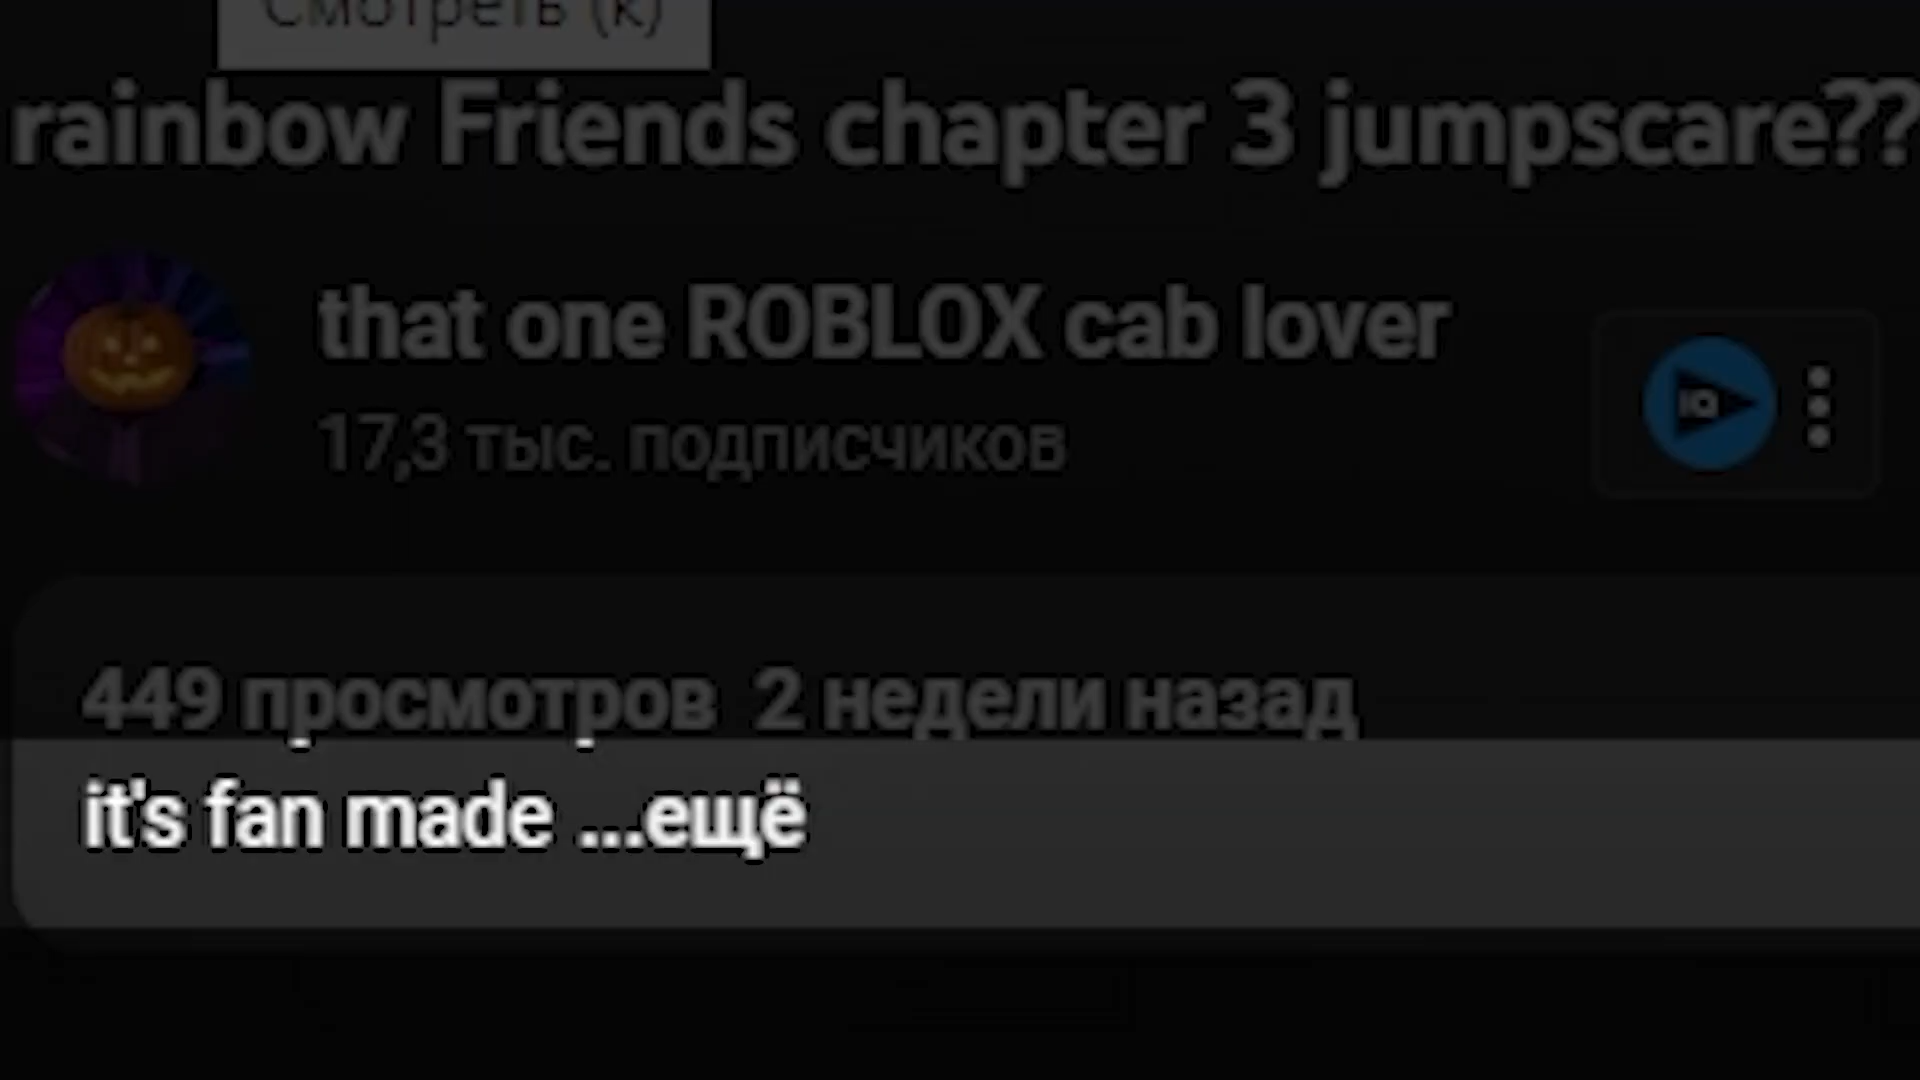 Смотреть (k)
rainbow Friends chapter 3 jumpscare??
that one ROBLOX cab lover
17,3 тыс. подписчиков
IQ
449 просмотров 2 недели назад
it's fan made ...ещё